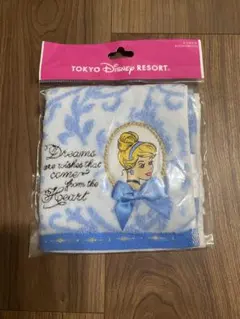 TOKYO Disney RESORT®
Dreams
are wishes that
come
from the
Heart